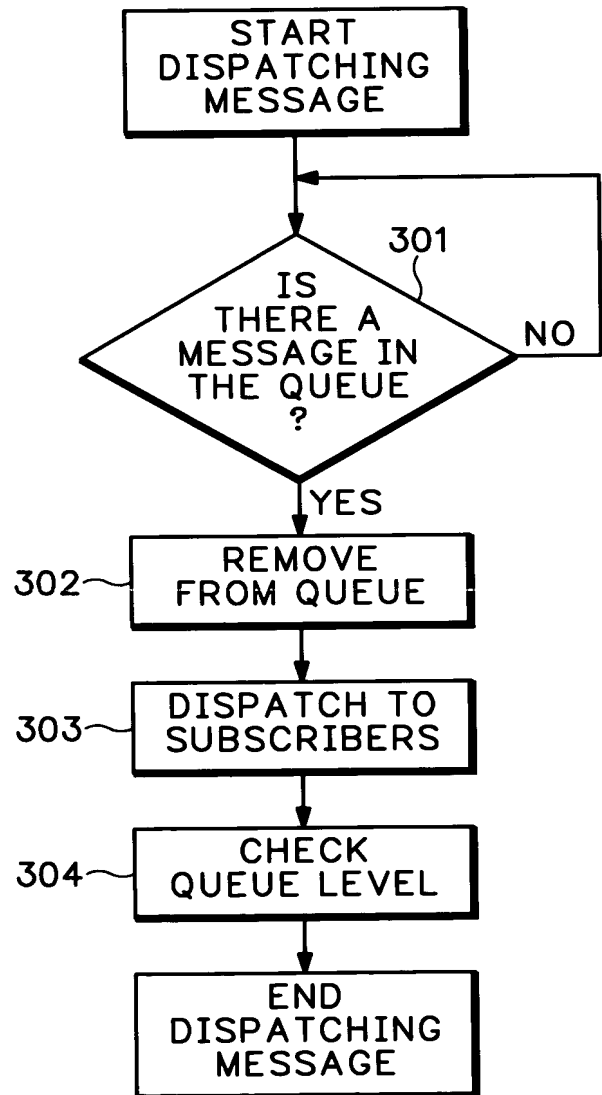 START
DISPATCHING
MESSAGE
301
IS
THERE A
MESSAGE IN
THE QUEUE
?
NO
YES
302
REMOVE
FROM QUEUE
303
DISPATCH TO
SUBSCRIBERS
304
CHECK
QUEUE LEVEL
END
DISPATCHING
MESSAGE